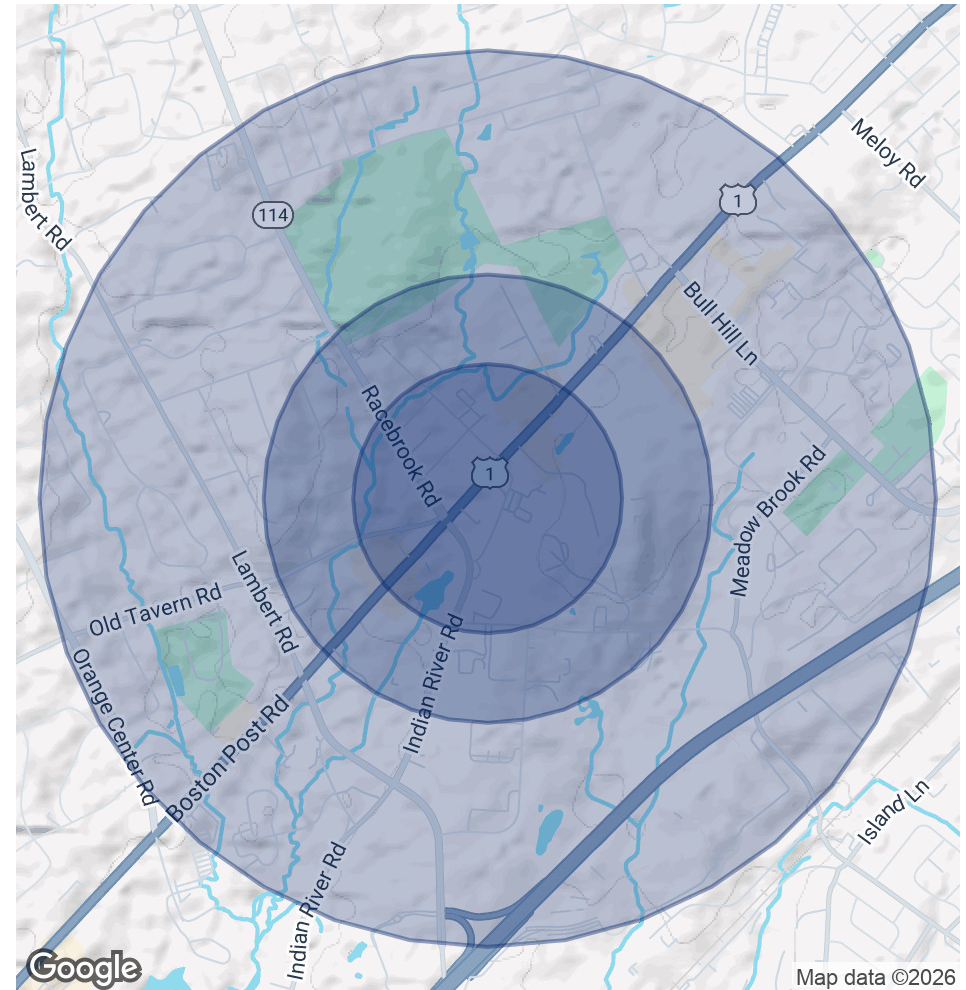 Meloy Rd
Lambert Rd
1
114
Bull Hill Ln
Racebrook Rd
1
Meadow Brook Rd
Lambert Rd
Old Tavern Rd
Indian River Rd
Orange Center Rd
Boston Post Rd
Island Ln
Indian River Rd
Google
Map data ©2026